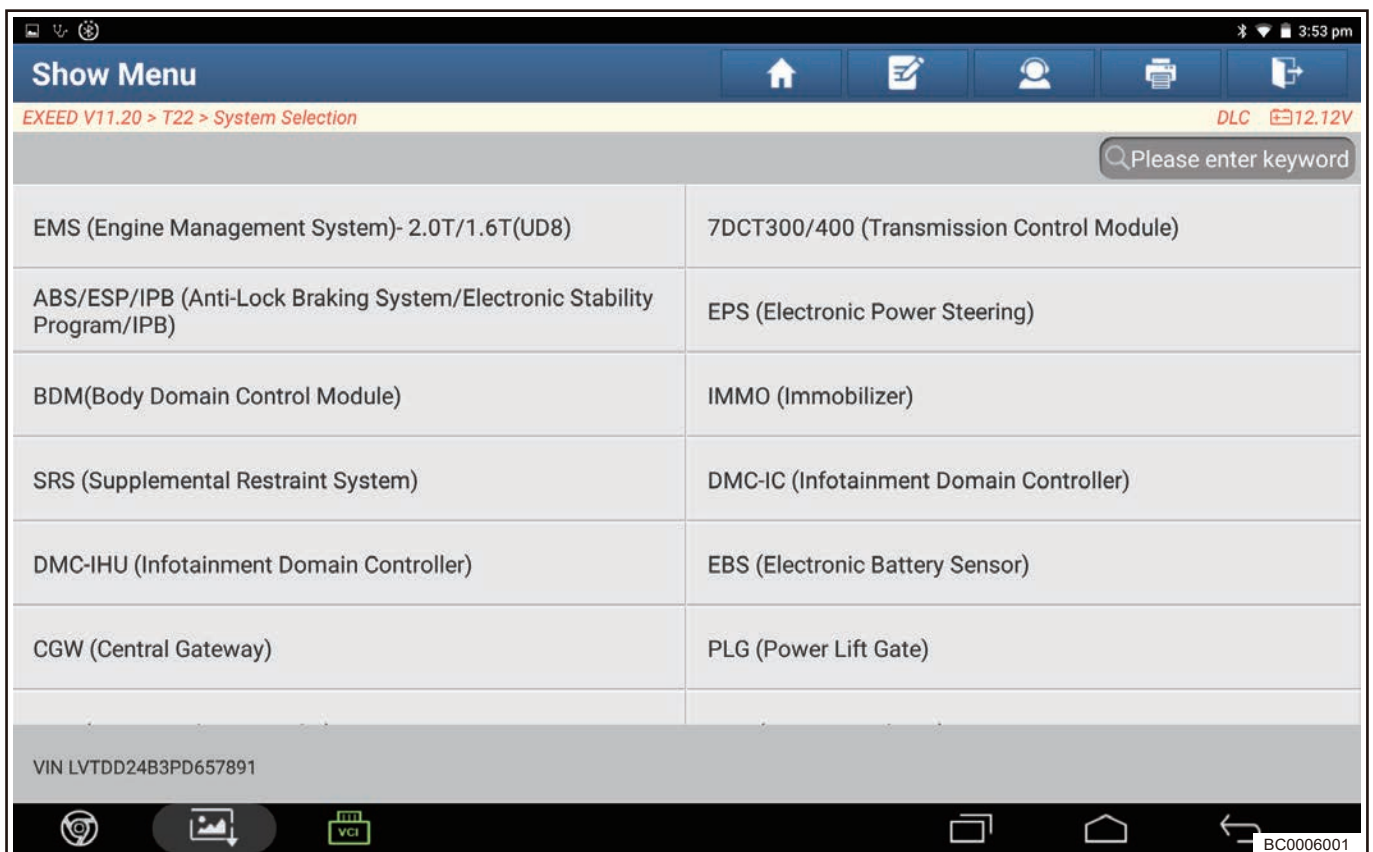 3:53 pm
Show Menu
EXEED V11.20 > T22 > System Selection
DLC 12.12V
Please enter keyword
EMS (Engine Management System)- 2.0T/1.6T(UD8)
7DCT300/400 (Transmission Control Module)
ABS/ESP/IPB (Anti-Lock Braking System/Electronic Stability
Program/IPB)
EPS (Electronic Power Steering)
BDM(Body Domain Control Module)
IMMO (Immobilizer)
SRS (Supplemental Restraint System)
DMC-IC (Infotainment Domain Controller)
DMC-IHU (Infotainment Domain Controller)
EBS (Electronic Battery Sensor)
CGW (Central Gateway)
PLG (Power Lift Gate)
VIN LVTDD24B3PD657891
VCI
BC0006001